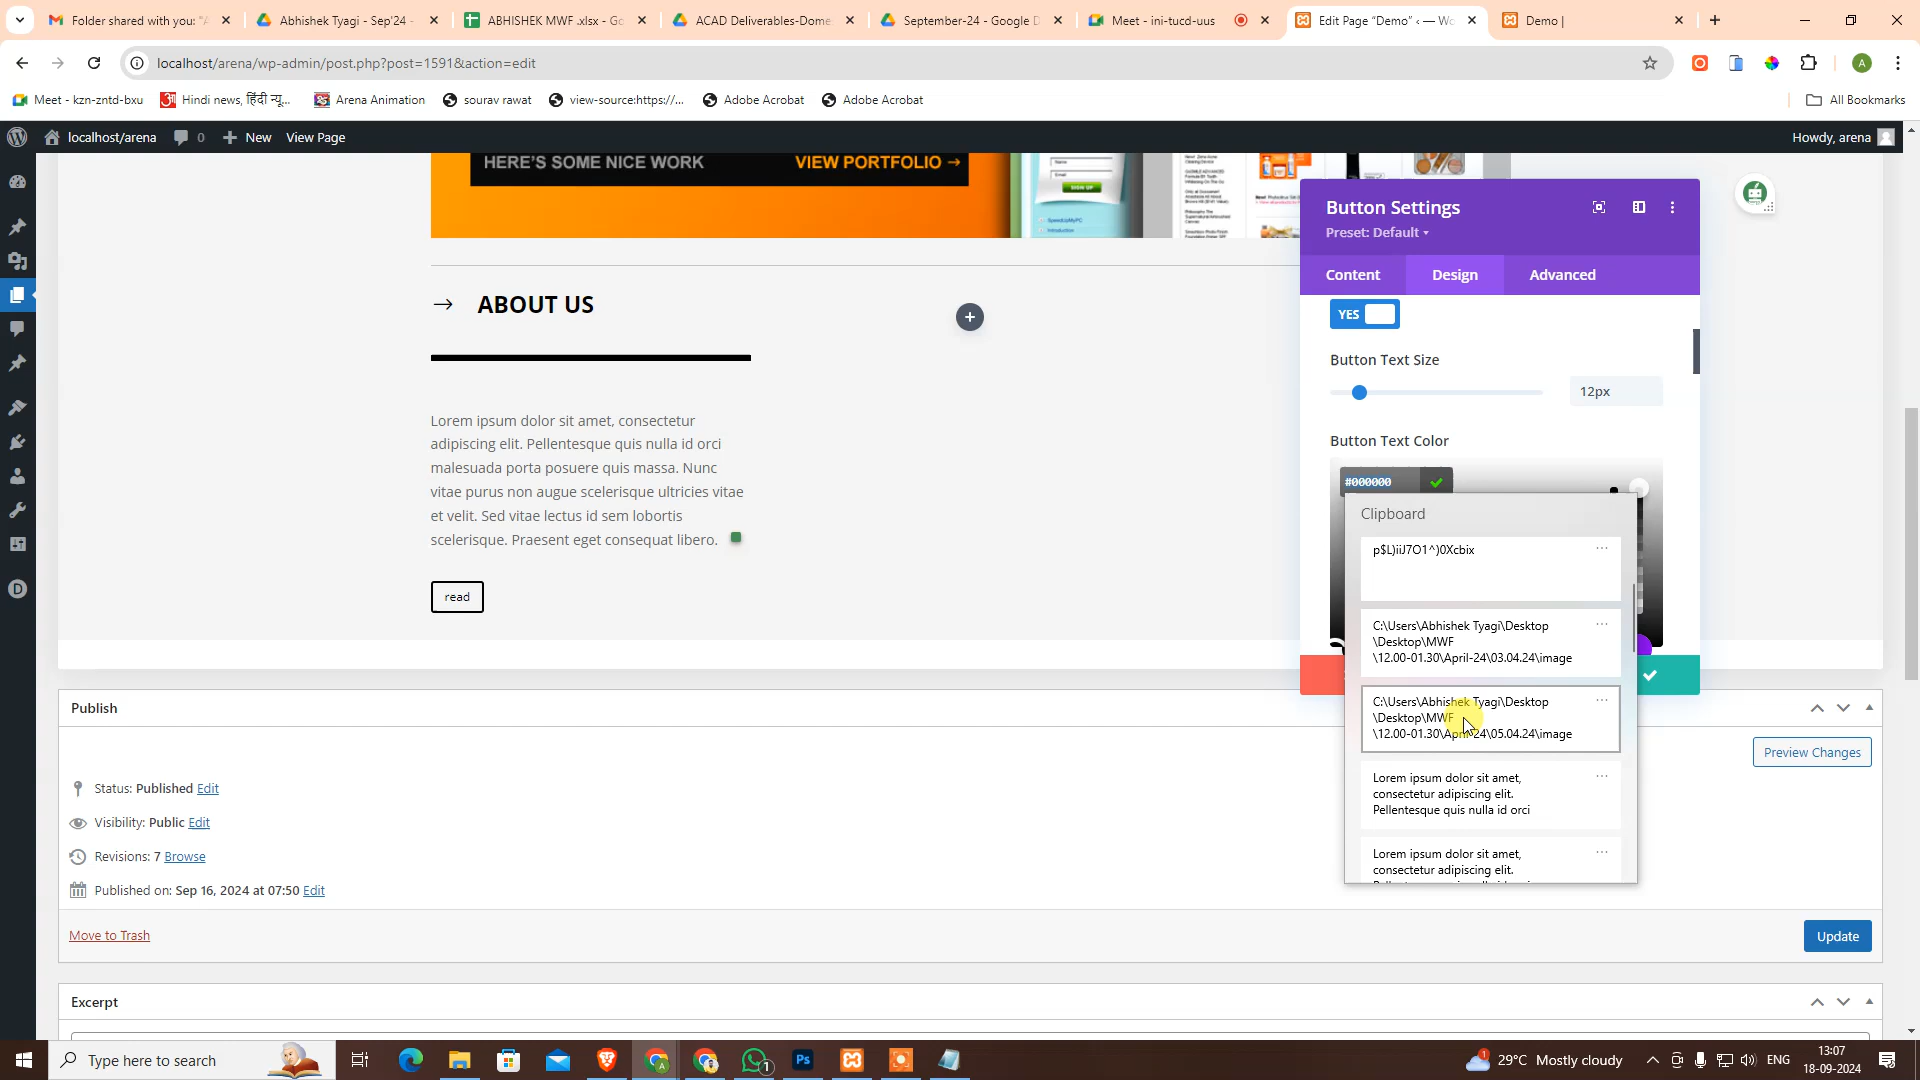 Folder shared with you: "A
Abhishek Tyagi - Sep'24 -
ABHISHEK MWF .xlsx - Go
ACAD Deliverables-Dome
September-24 - Google D
Meet - ini-tucd-uus
Edit Page “Demo” ‹ — Wo
Demo |
localhost/arena/wp-admin/post.php?post=1591&action=edit
A
Meet - kzn-zntd-bxu
Hindi news, हिंदी न्यू...
Arena Animation
sourav rawat
view-source:https://...
Adobe Acrobat
Adobe Acrobat
All Bookmarks
localhost/arena
0
New
View Page
Howdy, arena
HERE'S SOME NICE WORK
VIEW PORTFOLIO →
SIGN UP
Button Settings
Preset: Default
Content
Design
Advanced
→ ABOUT US
YES
Button Text Size
12px
Button Text Color
#000000
Lorem ipsum dolor sit amet, consectetur
adipiscing elit. Pellentesque quis nulla id orci
malesuada porta posuere quis massa. Nunc
vitae purus non augue scelerisque ultricies vitae
et velit. Sed vitae lectus id sem lobortis
scelerisque. Praesent eget consequat libero.
read
Clipboard
p$L)iiJ7O1^)0Xcbix
C:\Users\Abhishek Tyagi\Desktop
\Desktop\MWF
\12.00-01.30\April-24\03.04.24\image
C:\Users\Abhishek Tyagi\Desktop
\Desktop\MWF
\12.00-01.30\April-24\05.04.24\image
Lorem ipsum dolor sit amet,
consectetur adipiscing elit.
Pellentesque quis nulla id orci
Lorem ipsum dolor sit amet,
consectetur adipiscing elit.
Publish
Preview Changes
Status: Published Edit
Visibility: Public Edit
Revisions: 7 Browse
Published on: Sep 16, 2024 at 07:50 Edit
Move to Trash
Update
Excerpt
Type here to search
29°C Mostly cloudy
ENG
13:07
18-09-2024